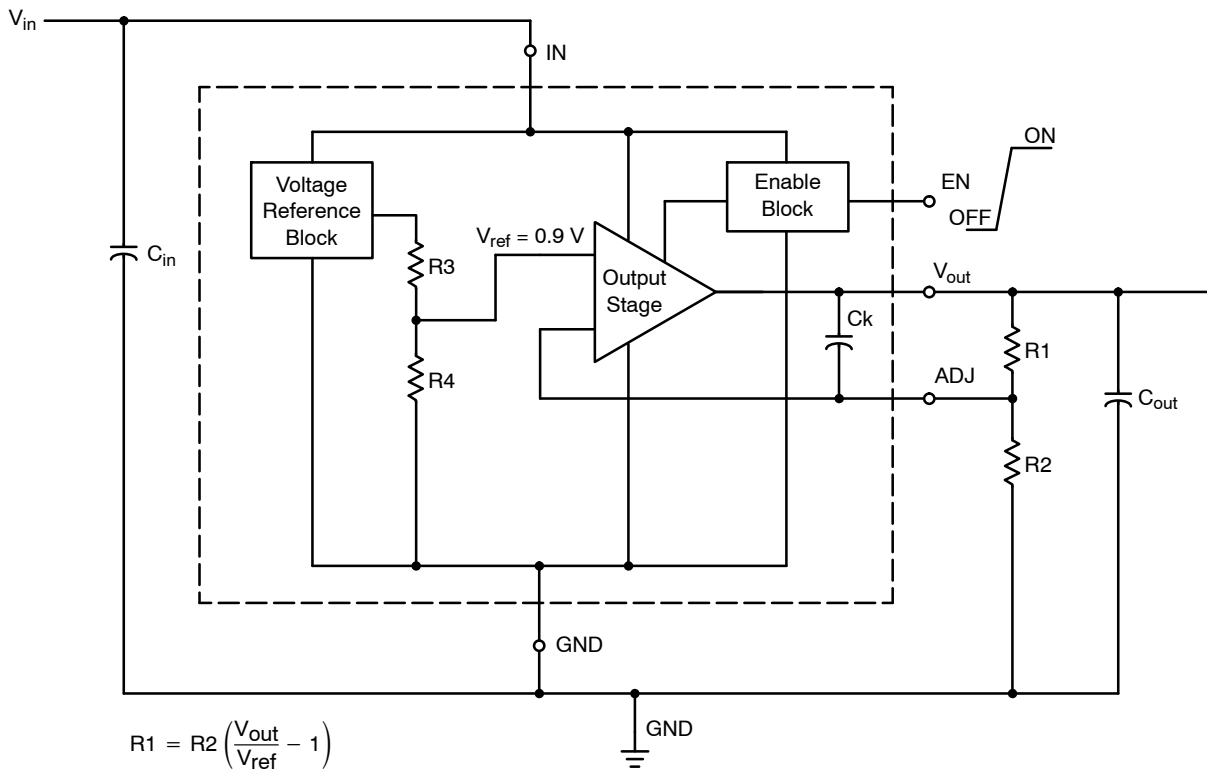 Vin
IN
Voltage
Reference
Block
Enable
Block
ON
EN
OFF
Cin
R3
Vref = 0.9 V
Output
Stage
Vout
Ck
R1
R4
ADJ
Cout
R2
GND
GND
R1 = R2 (Vout/Vref − 1)